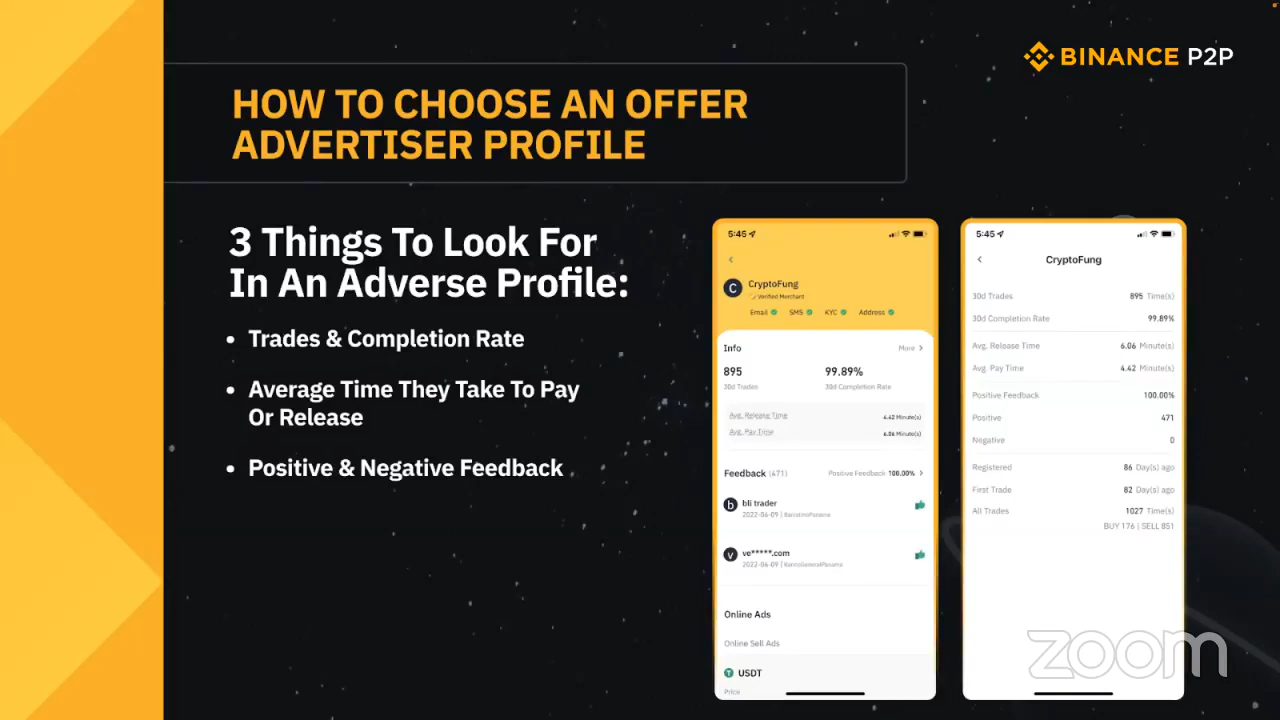 BINANCE P2P
HOW TO CHOOSE AN OFFER
ADVERTISER PROFILE
3 Things To Look For
In An Adverse Profile:
• Trades & Completion Rate
• Average Time They Take To Pay
Or Release
• Positive & Negative Feedback
5:45
C CryptoFung
Verified Merchant
Email SMS KYC Address
Info More >
895 99.89%
30d Trades 30d Completion Rate
Avg. Release Time 4.42 Minute(s)
Avg. Pay Time 6.06 Minute(s)
Feedback (471) Positive Feedback 100.00% >
b bli trader
2022-06-09 | BanistmoPanama
v ve*****.com
2022-06-09 | BancoGeneralPanama
Online Ads
Online Sell Ads
T USDT
Price
5:45
CryptoFung
30d Trades 895 Time(s)
30d Completion Rate 99.89%
Avg. Release Time 6.06 Minute(s)
Avg. Pay Time 4.42 Minute(s)
Positive Feedback 100.00%
Positive 471
Negative 0
Registered 86 Day(s) ago
First Trade 82 Day(s) ago
All Trades 1027 Time(s)
BUY 176 | SELL 851
zoom